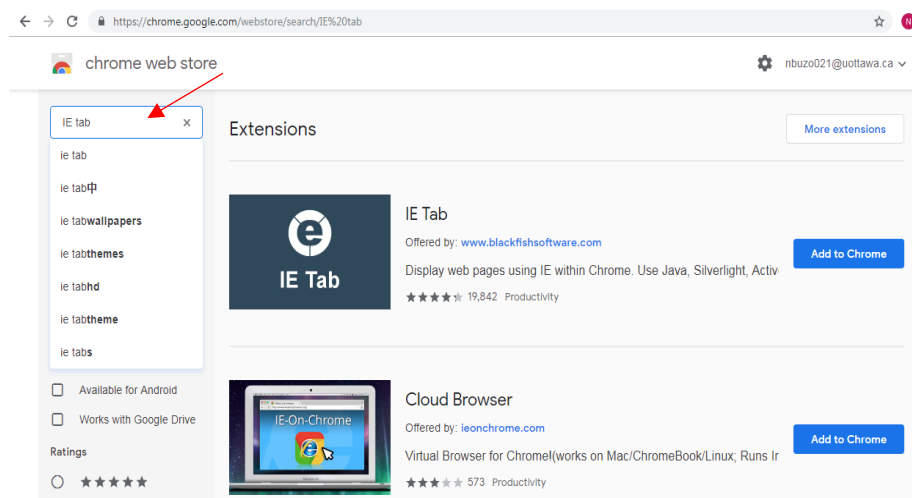 https://chrome.google.com/webstore/search/IE%20tab
N
chrome web store
nbuzo021@uottawa.ca
IE tab
x
ie tab
ie tab中
ie tabwallpapers
ie tabthemes
ie tabhd
ie tabtheme
ie tabs
Available for Android
Works with Google Drive
Ratings
Extensions
More extensions
IE Tab
IE Tab
Offered by: www.blackfishsoftware.com
Display web pages using IE within Chrome. Use Java, Silverlight, Activ
19,842 Productivity
Add to Chrome
IE-On-Chrome
Cloud Browser
Offered by: ieonchrome.com
Virtual Browser for Chrome!(works on Mac/ChromeBook/Linux; Runs Ir
573 Productivity
Add to Chrome